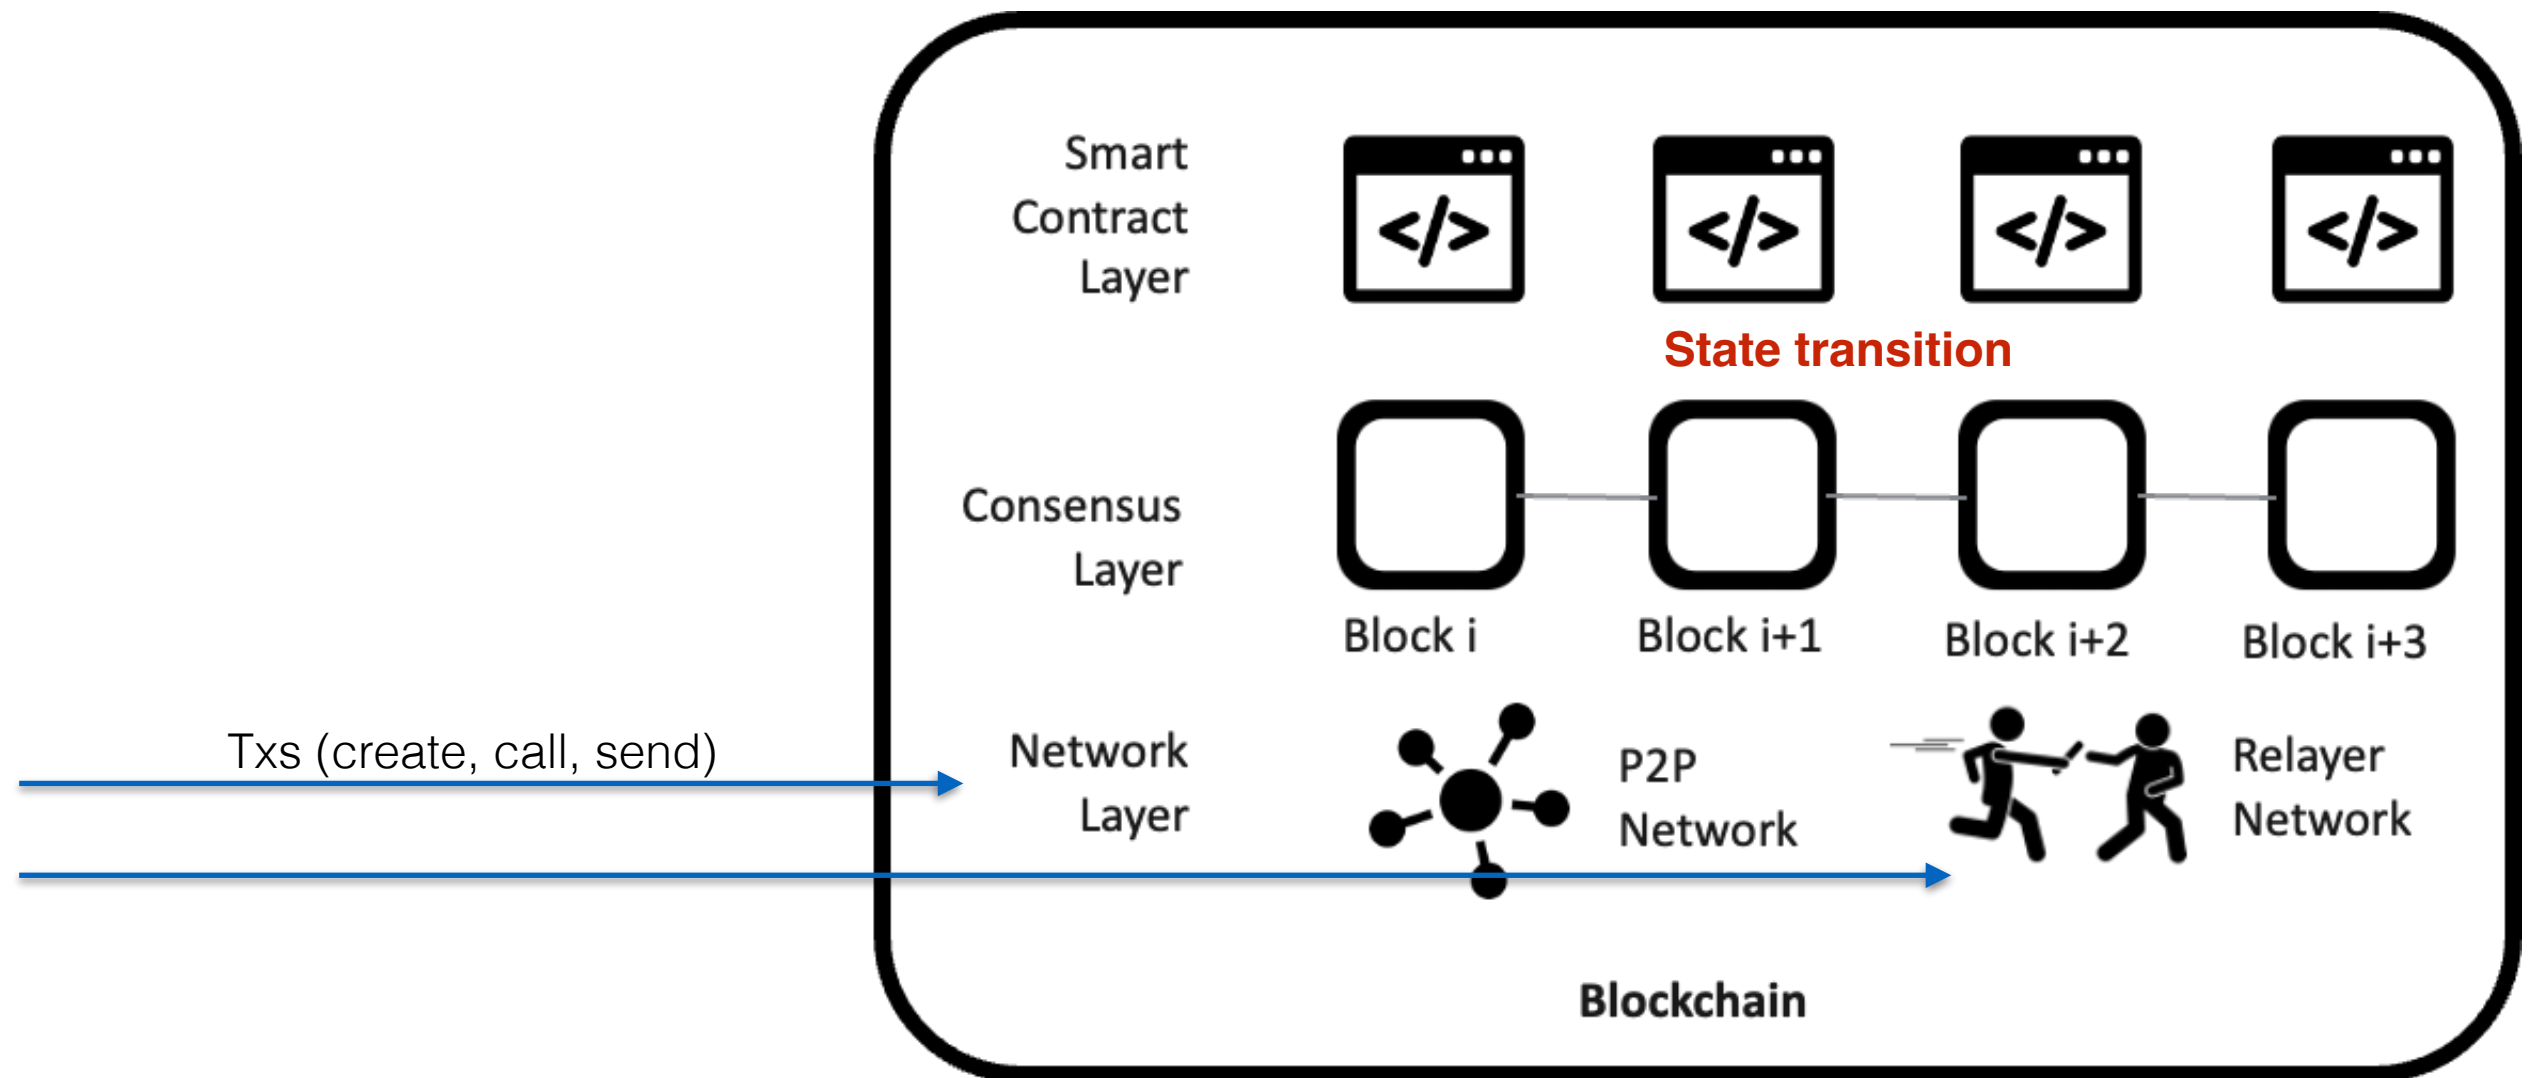 Smart
Contract
Layer
</>
</>
</>
</>
State transition
Consensus
Layer
Block i
Block i+1
Block i+2
Block i+3
Txs (create, call, send)
Network
Layer
P2P
Network
Relayer
Network
Blockchain